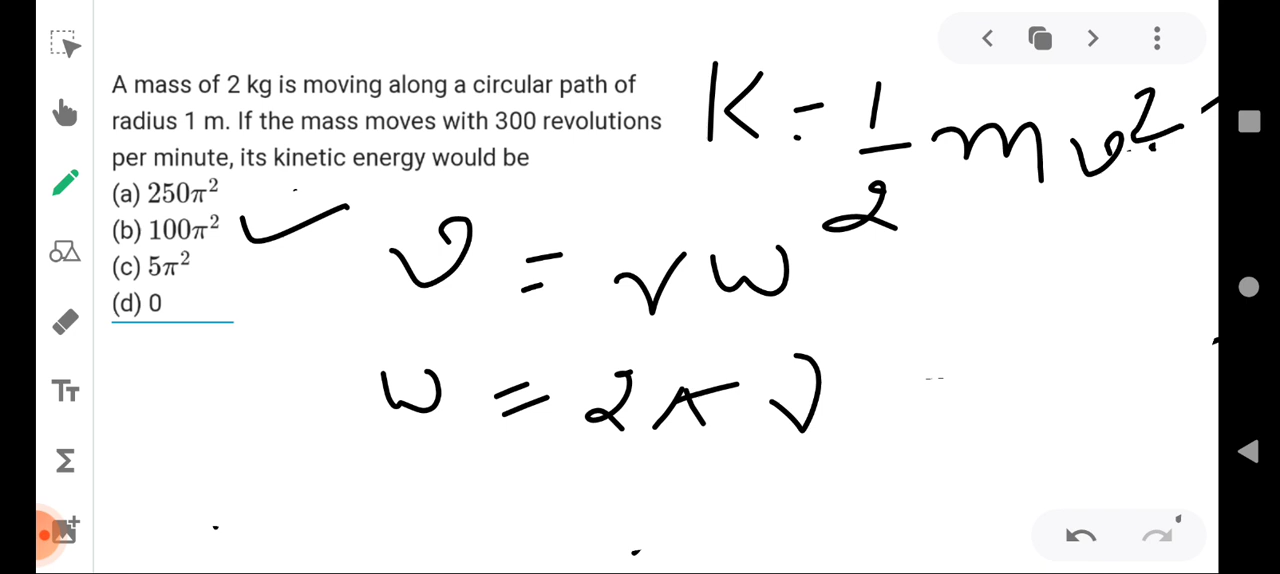 A mass of 2 kg is moving along a circular path of
radius 1 m. If the mass moves with 300 revolutions
per minute, its kinetic energy would be
(a) 250π²
(b) 100π² ✓
(c) 5π²
(d) 0
K = 1/2 mv²
v = rω
ω = 2πν
Tт
Σ